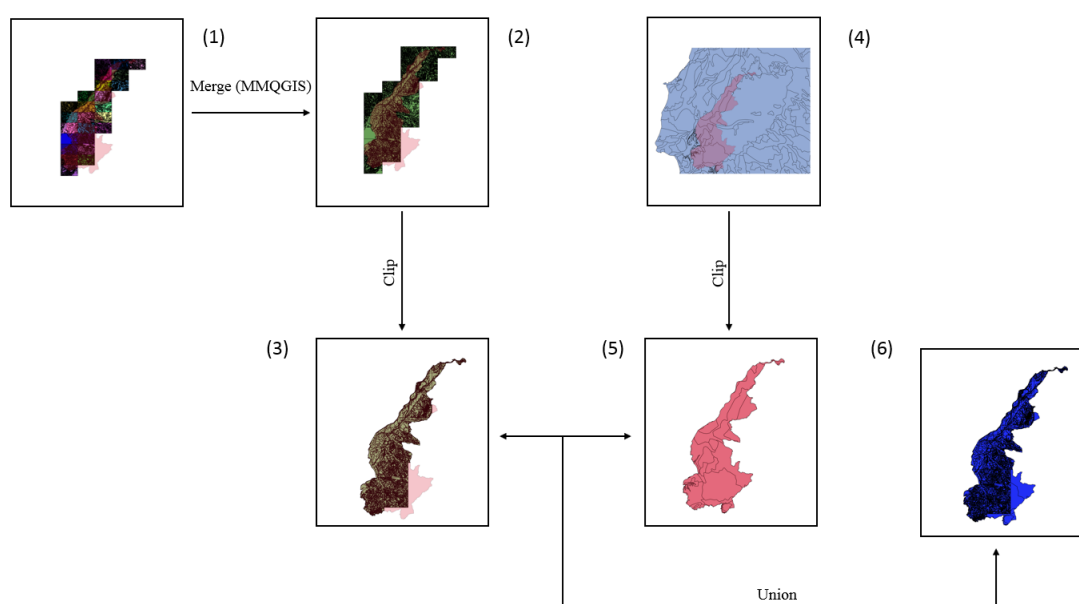 (1)
(2)
(4)
Merge (MMQGIS)
Clip
Clip
(3)
(5)
(6)
Union